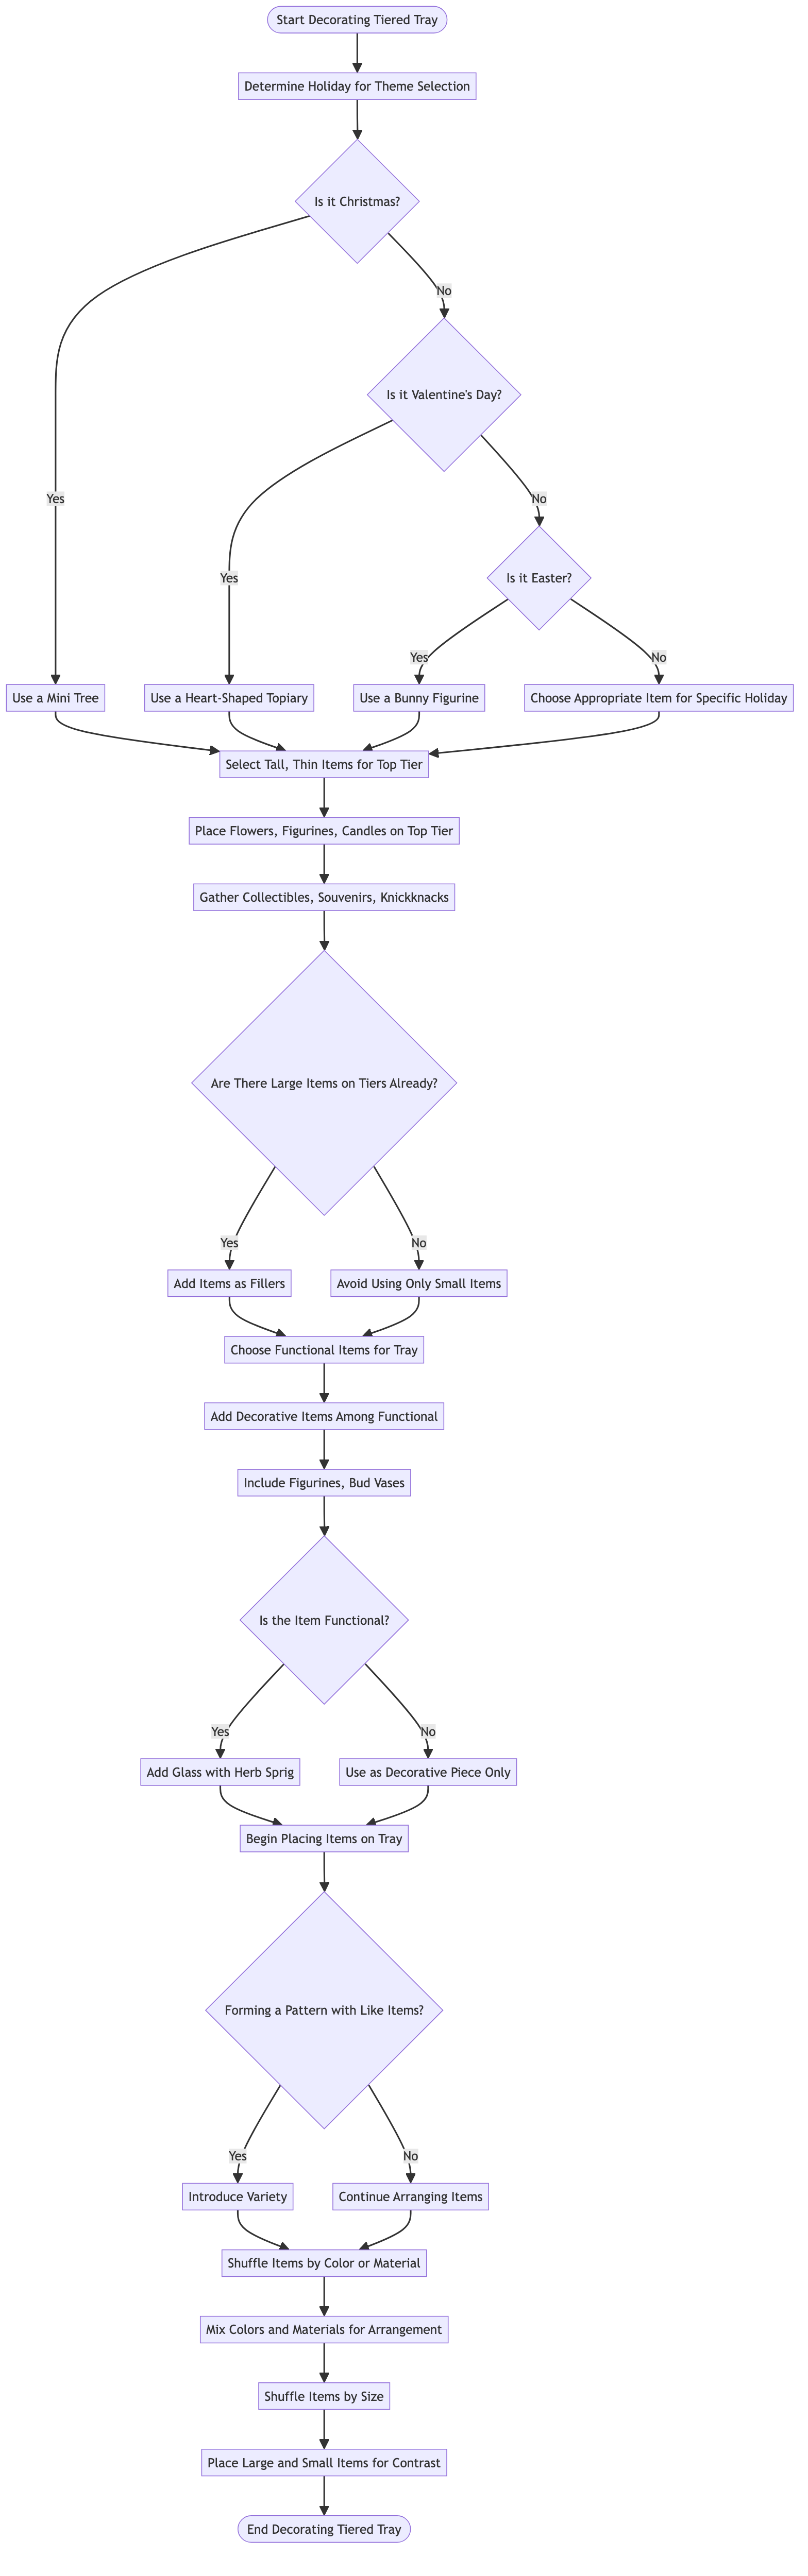 Start Decorating Tiered Tray
Determine Holiday for Theme Selection
Is it Christmas?
No
Is it Valentine's Day?
Yes
No
Yes
Is it Easter?
Yes
No
Use a Mini Tree
Use a Heart-Shaped Topiary
Use a Bunny Figurine
Choose Appropriate Item for Specific Holiday
Select Tall, Thin Items for Top Tier
Place Flowers, Figurines, Candles on Top Tier
Gather Collectibles, Souvenirs, Knickknacks
Are There Large Items on Tiers Already?
Yes
No
Add Items as Fillers
Avoid Using Only Small Items
Choose Functional Items for Tray
Add Decorative Items Among Functional
Include Figurines, Bud Vases
Is the Item Functional?
Yes
No
Add Glass with Herb Sprig
Use as Decorative Piece Only
Begin Placing Items on Tray
Forming a Pattern with Like Items?
Yes
No
Introduce Variety
Continue Arranging Items
Shuffle Items by Color or Material
Mix Colors and Materials for Arrangement
Shuffle Items by Size
Place Large and Small Items for Contrast
End Decorating Tiered Tray